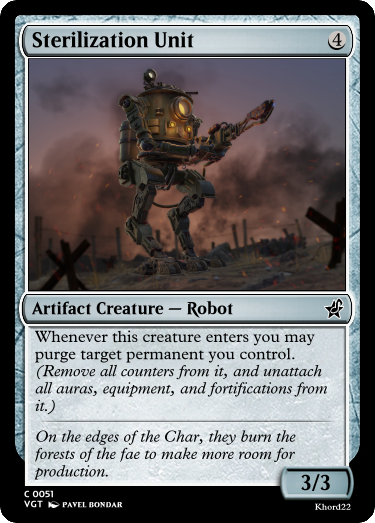 Sterilization Unit
4
Artifact Creature — Robot
Whenever this creature enters you may
purge target permanent you control.
(Remove all counters from it, and unattach
all auras, equipment, and fortifications from
it.)
On the edges of the Char, they burn the
forests of the fae to make more room for
production.
3/3
C 0051
VGT PAVEL BONDAR
Khord22